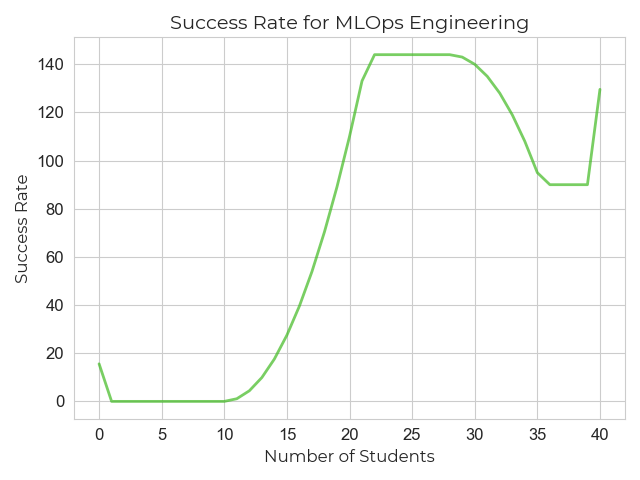 Success Rate for MLOps Engineering
140
120
100
80
60
40
20
0
Success Rate
0 5 10 15 20 25 30 35 40
Number of Students